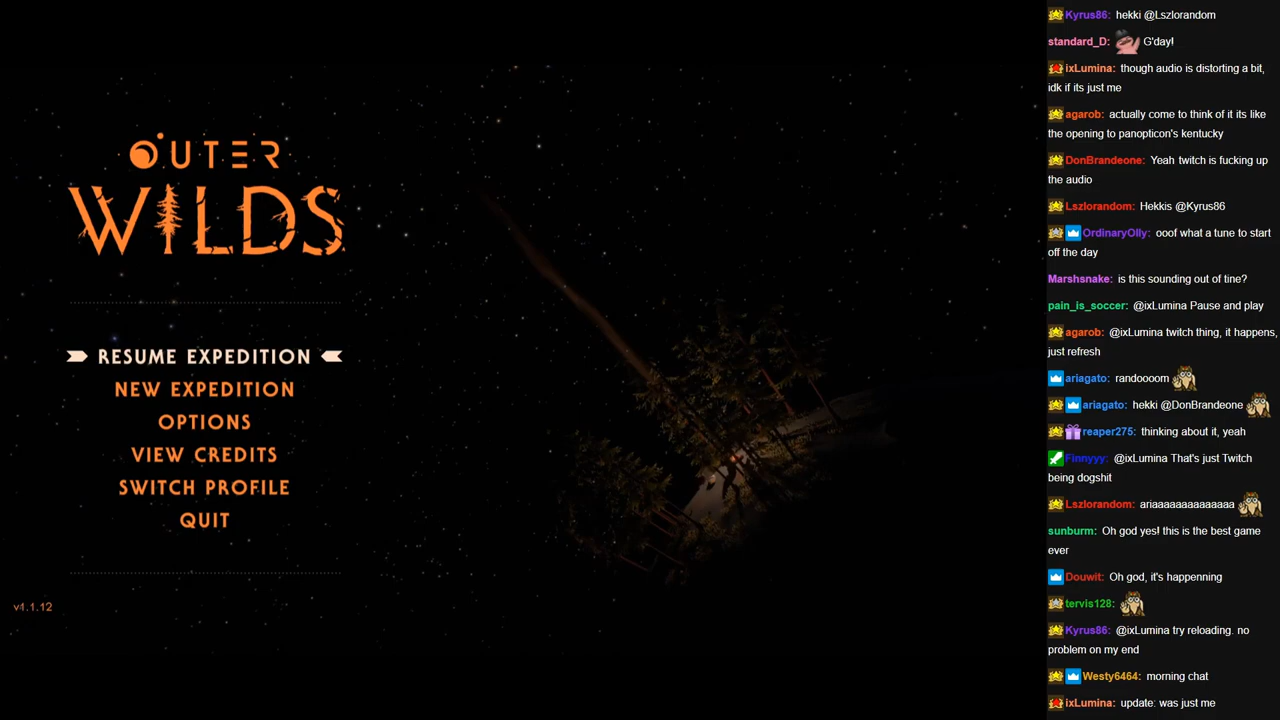 OUTER
WILDS
RESUME EXPEDITION
NEW EXPEDITION
OPTIONS
VIEW CREDITS
SWITCH PROFILE
QUIT
v1.1.12
Kyrus86: hekki @Lszlorandom
standard_D: G'day!
ixLumina: though audio is distorting a bit,
idk if its just me
agarob: actually come to think of it its like
the opening to panopticon's kentucky
DonBrandeone: Yeah twitch is fucking up
the audio
Lszlorandom: Hekkis @Kyrus86
OrdinaryOlly: ooof what a tune to start
off the day
Marshsnake: is this sounding out of tine?
pain_is_soccer: @ixLumina Pause and play
agarob: @ixLumina twitch thing, it happens,
just refresh
ariagato: randoooom
ariagato: hekki @DonBrandeone
reaper275: thinking about it, yeah
Finnyyy: @ixLumina That's just Twitch
being dogshit
Lszlorandom: ariaaaaaaaaaaaaaa
sunburm: Oh god yes! this is the best game
ever
Douwit: Oh god, it's happenning
tervis128:
Kyrus86: @ixLumina try reloading. no
problem on my end
Westy6464: morning chat
ixLumina: update: was just me